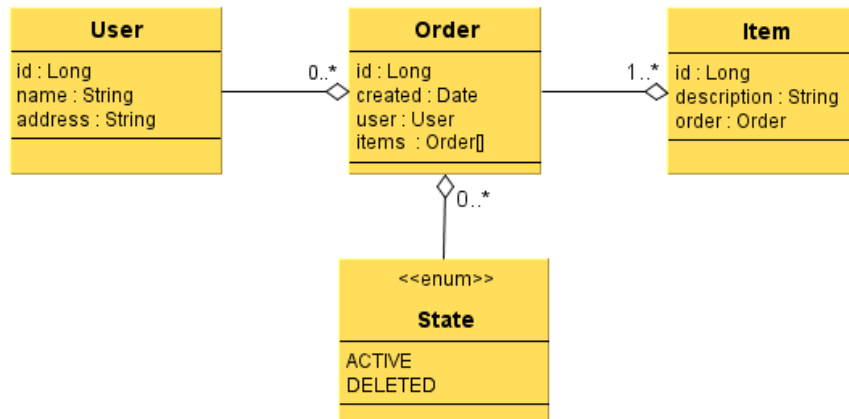 User
id : Long
name : String
address : String
0..*
Order
id : Long
created : Date
user : User
items : Order[]
1..*
Item
id : Long
description : String
order : Order
0..*
<<enum>>
State
ACTIVE
DELETED